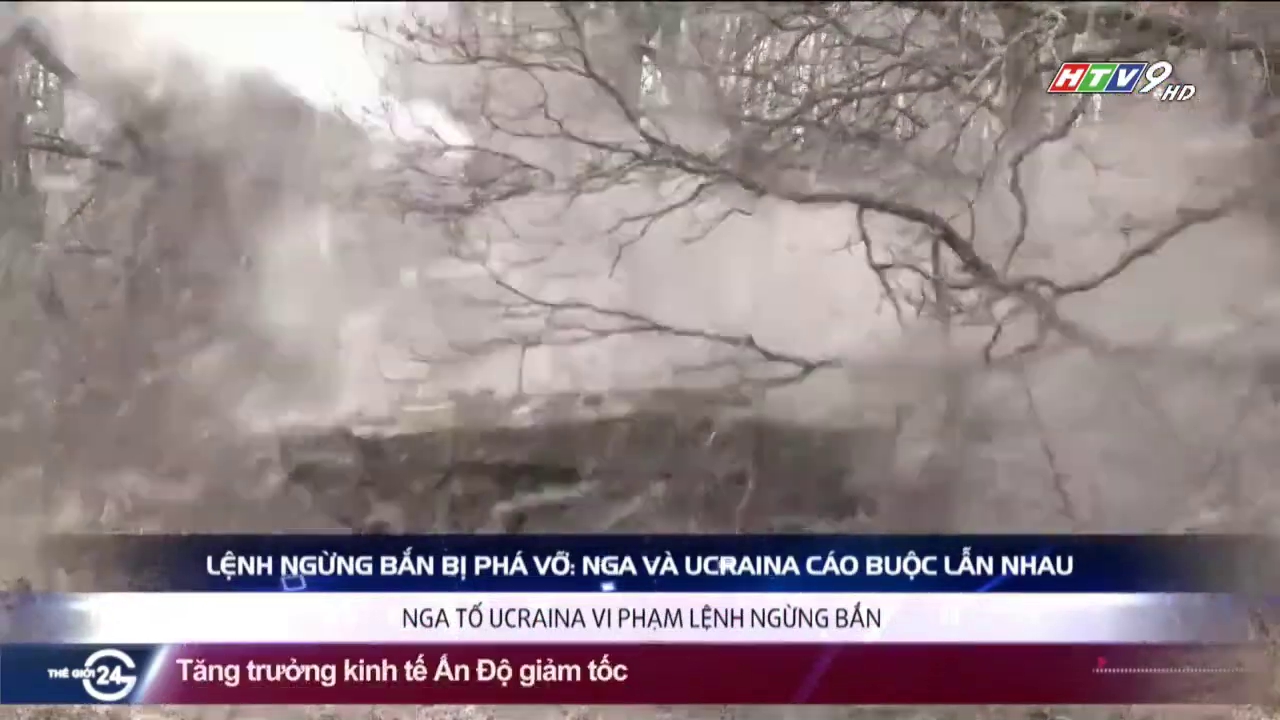 HTV9 HD
LỆNH NGỪNG BẮN BỊ PHÁ VỠ: NGA VÀ UCRAINA CÁO BUỘC LẪN NHAU
NGA TỐ UCRAINA VI PHẠM LỆNH NGỪNG BẮN
THẾ GIỚI 24G
Tăng trưởng kinh tế Ấn Độ giảm tốc